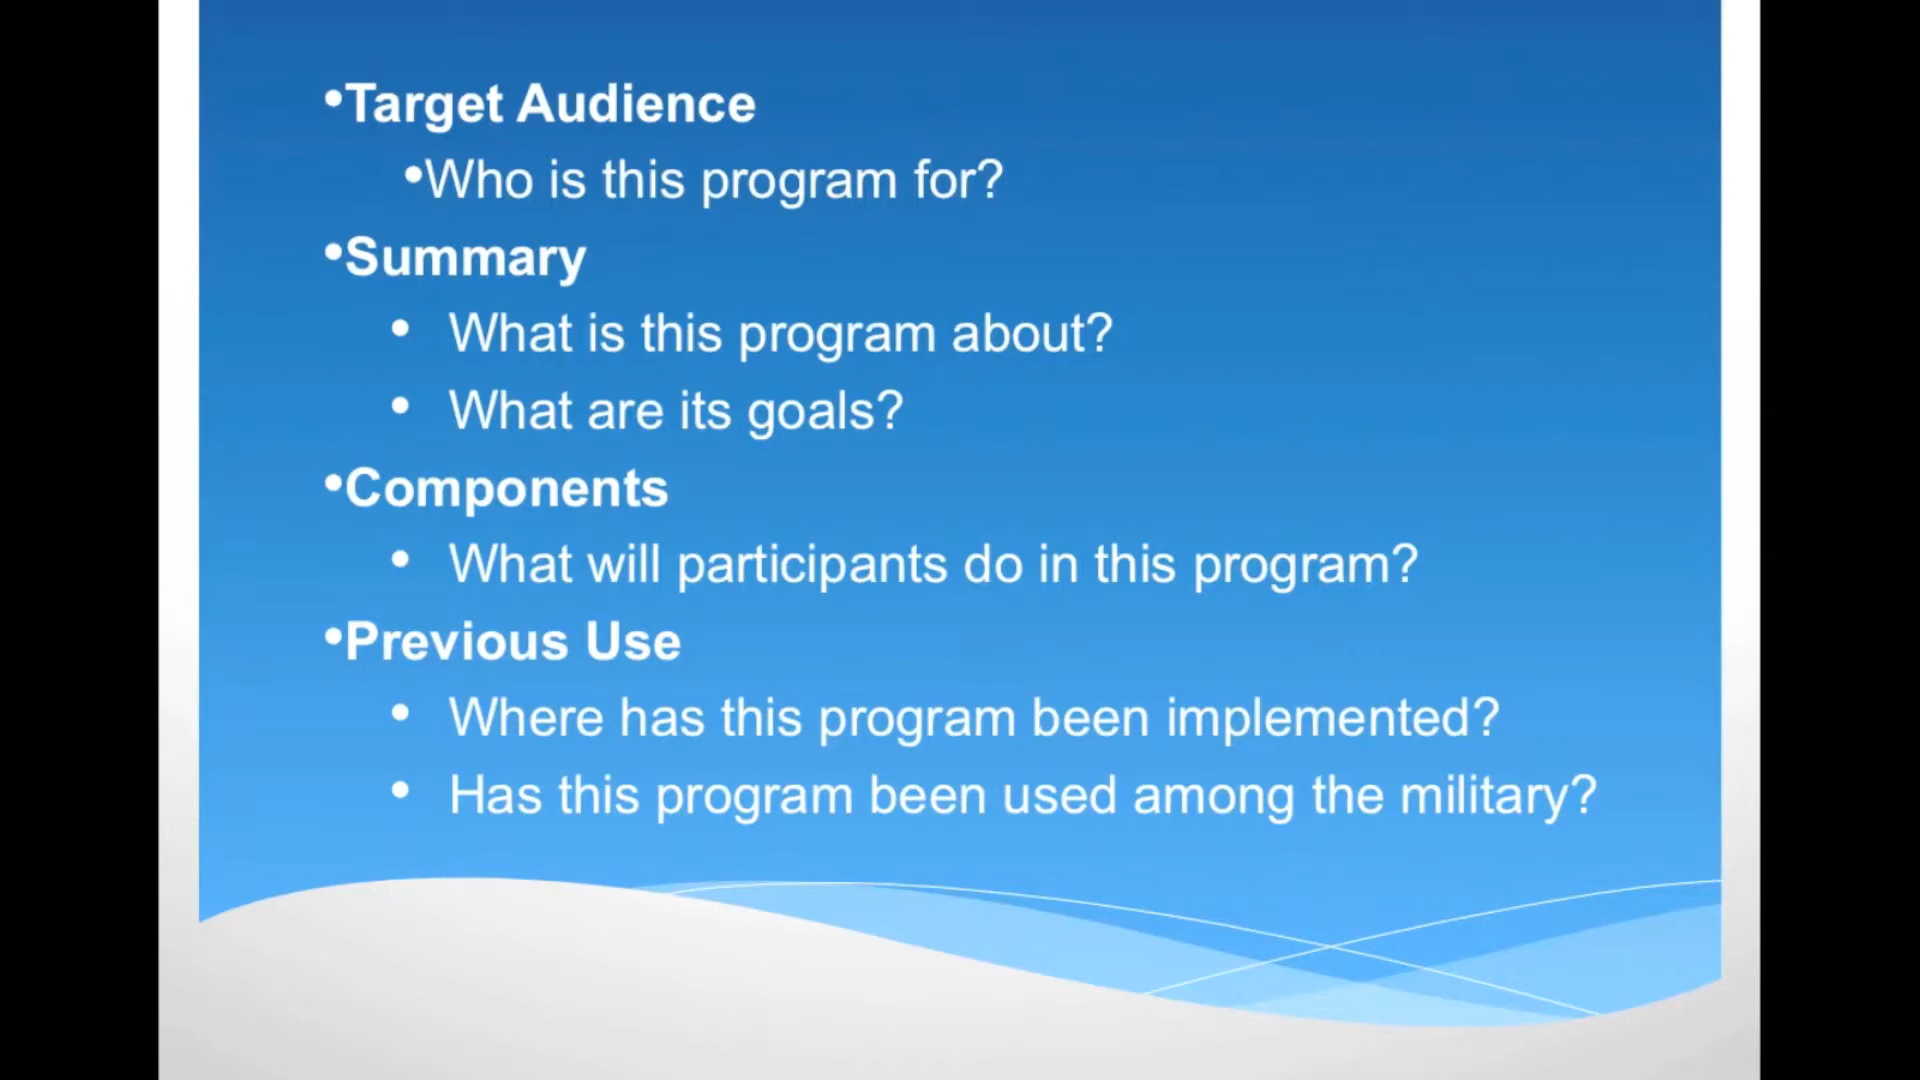 •Target Audience
•Who is this program for?
•Summary
• What is this program about?
• What are its goals?
•Components
• What will participants do in this program?
•Previous Use
• Where has this program been implemented?
• Has this program been used among the military?